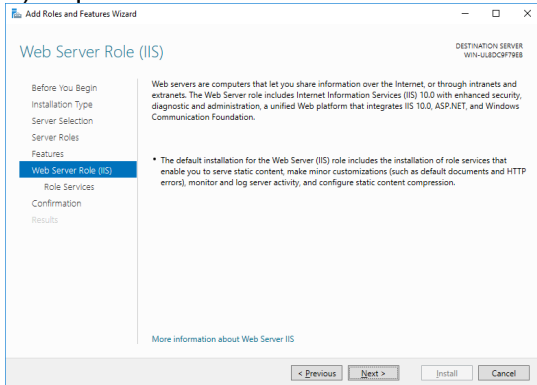 Add Roles and Features Wizard
Web Server Role (IIS)
DESTINATION SERVER
WIN-UL8DC9F79EB
Before You Begin
Installation Type
Server Selection
Server Roles
Features
Web Server Role (IIS)
Role Services
Confirmation
Results
Web servers are computers that let you share information over the Internet, or through intranets and
extranets. The Web Server role includes Internet Information Services (IIS) 10.0 with enhanced security,
diagnostic and administration, a unified Web platform that integrates IIS 10.0, ASP.NET, and Windows
Communication Foundation.
• The default installation for the Web Server (IIS) role includes the installation of role services that
enable you to serve static content, make minor customizations (such as default documents and HTTP
errors), monitor and log server activity, and configure static content compression.
More information about Web Server IIS
< Previous Next > Install Cancel